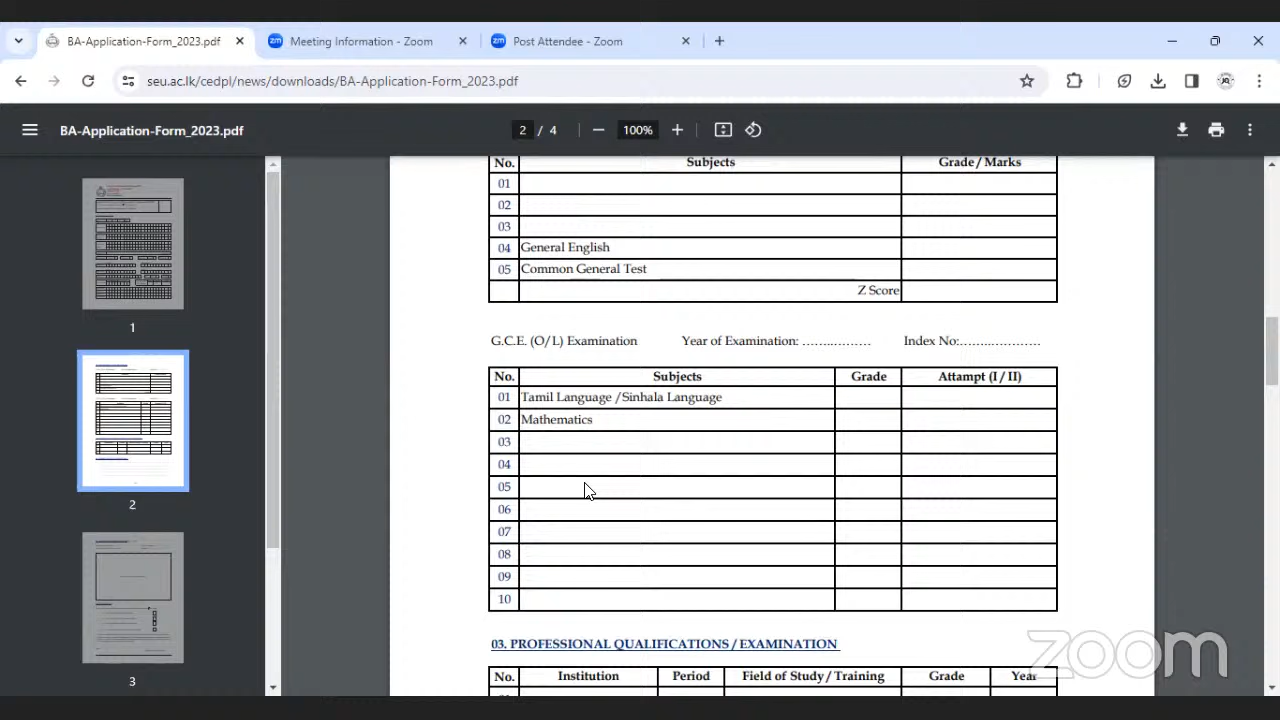 BA-Application-Form_2023.pdf
Meeting Information - Zoom
Post Attendee - Zoom
seu.ac.lk/cedpl/news/downloads/BA-Application-Form_2023.pdf
BA-Application-Form_2023.pdf
2 / 4
100%
No. Subjects Grade / Marks
01
02
03
04 General English
05 Common General Test
Z Score
G.C.E. (O/L) Examination Year of Examination: ................. Index No:...................
No. Subjects Grade Attampt (I / II)
01 Tamil Language /Sinhala Language
02 Mathematics
03
04
05
06
07
08
09
10
03. PROFESSIONAL QUALIFICATIONS / EXAMINATION
No. Institution Period Field of Study / Training Grade Year
1
2
3
zoom